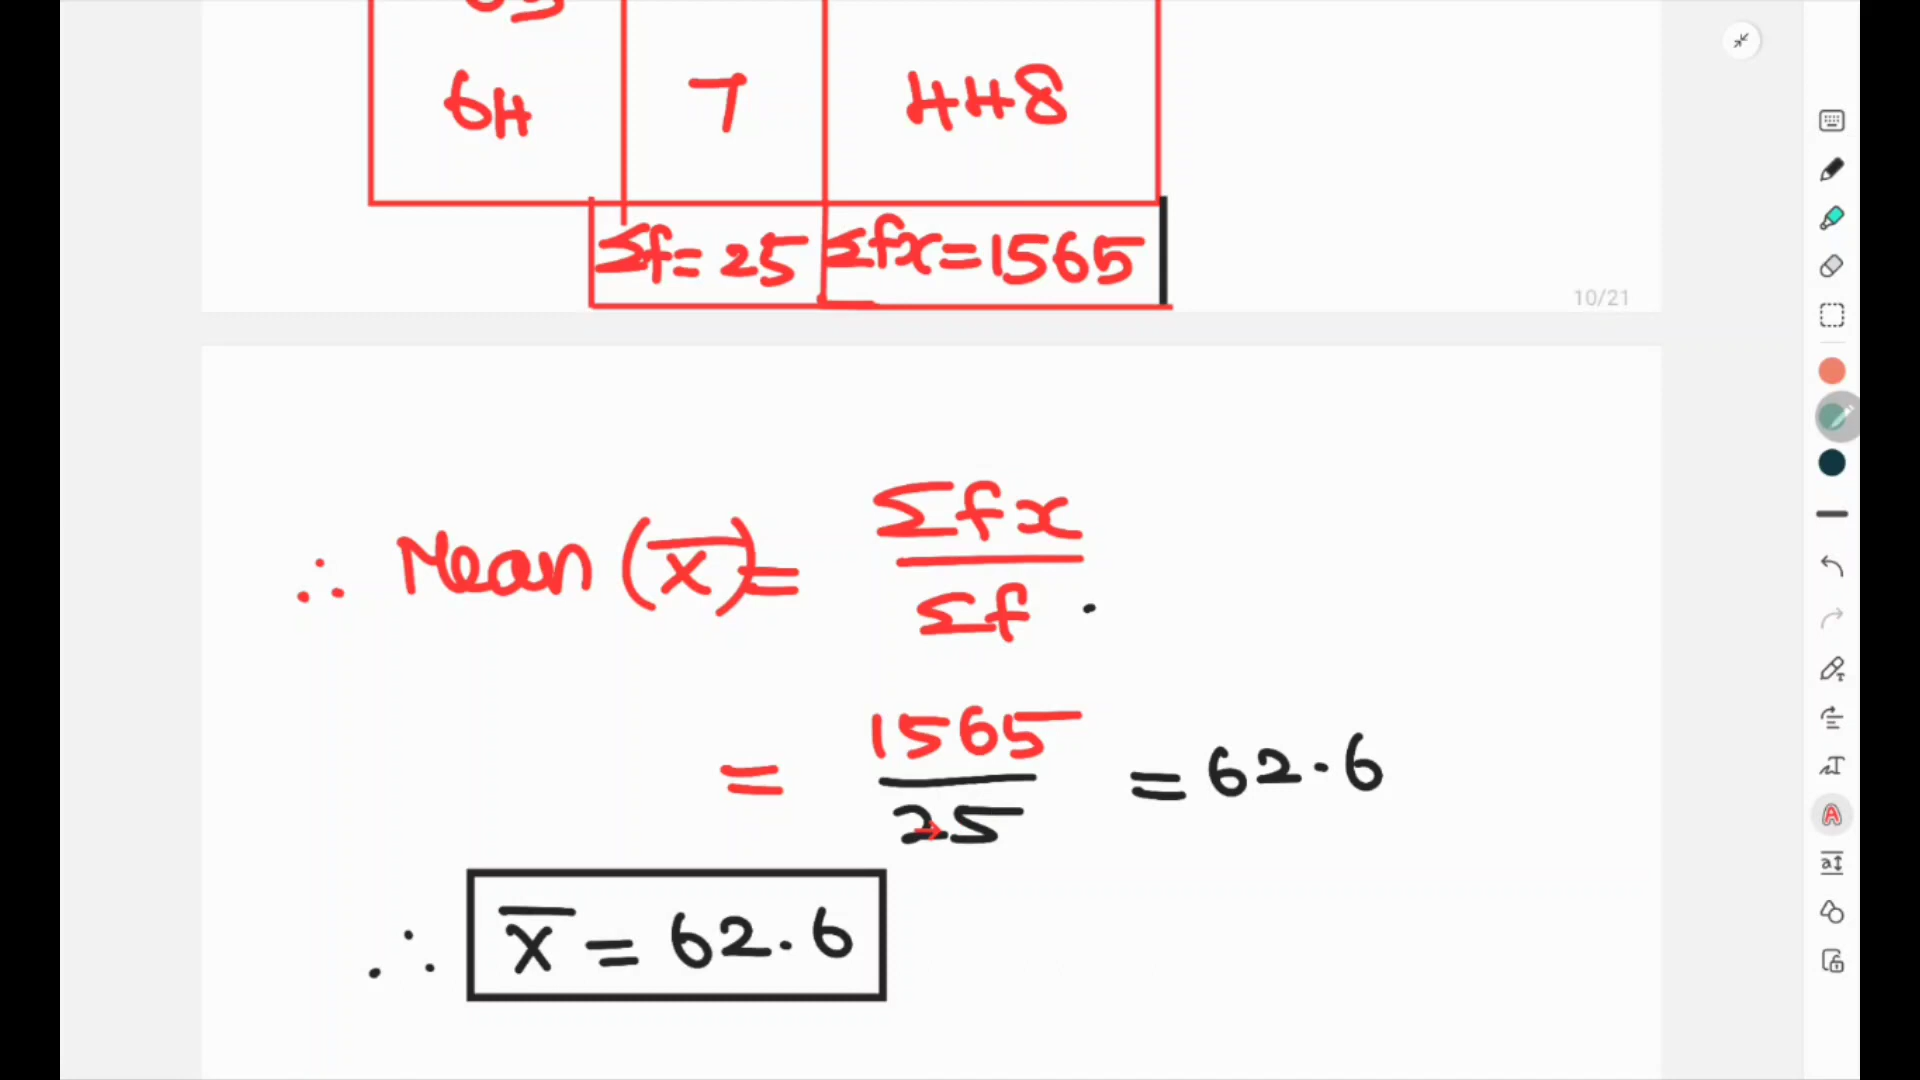 64 7 448
Σf = 25 Σfx = 1565
10/21
∴ Mean (x̅) = Σfx / Σf .
= 1565 / 25 = 62.6
∴ x̅ = 62.6